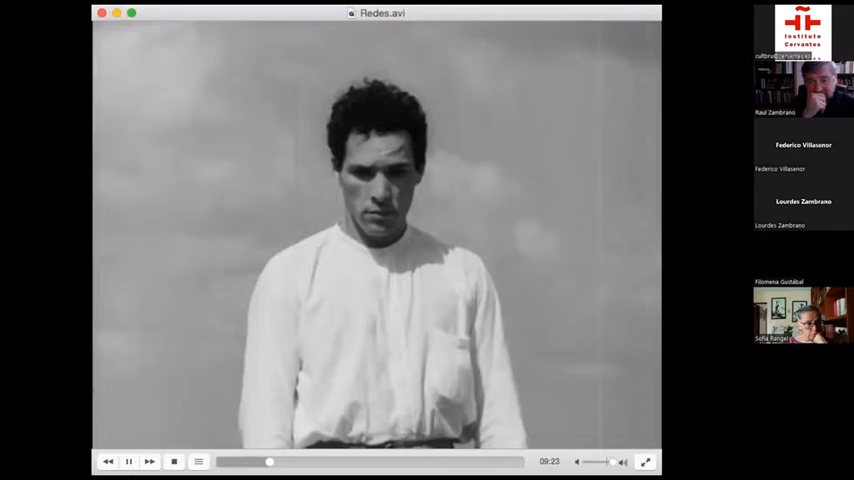 Redes.avi
Instituto
Cervantes
Raul Zambrano
Federico Villasenor
Federico Villasenor
Lourdes Zambrano
Lourdes Zambrano
Filomena Gustabal
Sofia Rangel
09:23